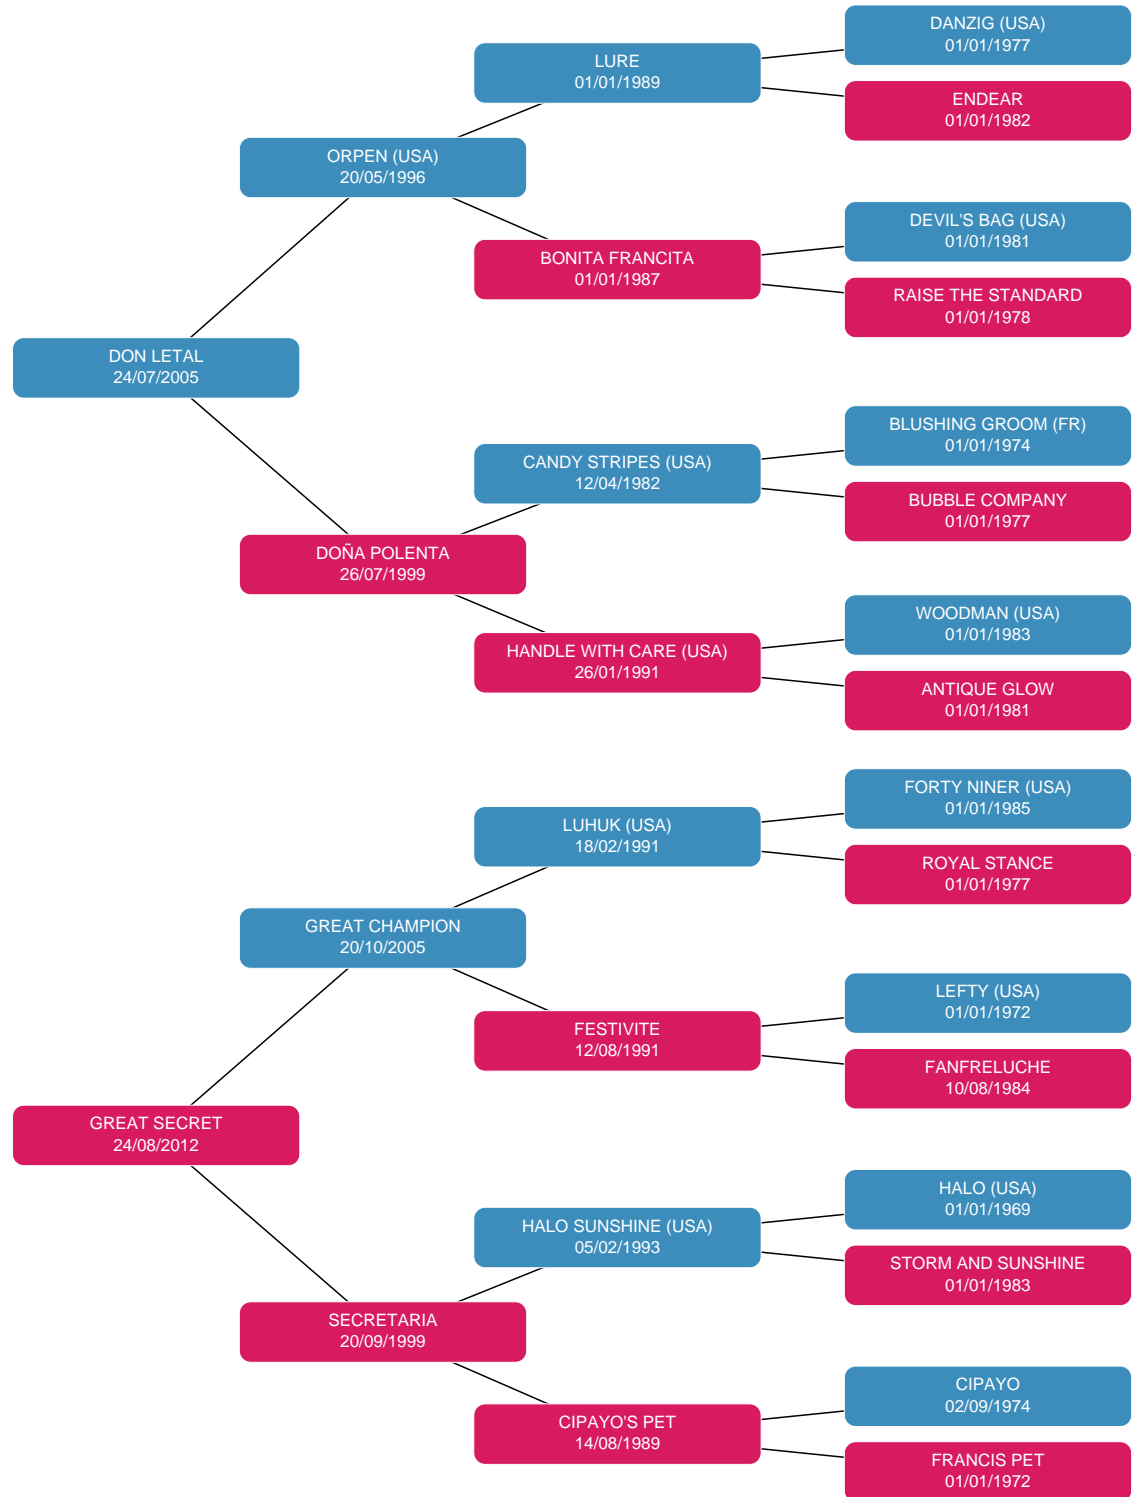 DANZIG (USA)
01/01/1977
LURE
01/01/1989
ENDEAR
01/01/1982
ORPEN (USA)
20/05/1996
DEVIL'S BAG (USA)
01/01/1981
BONITA FRANCITA
01/01/1987
RAISE THE STANDARD
01/01/1978
DON LETAL
24/07/2005
BLUSHING GROOM (FR)
01/01/1974
CANDY STRIPES (USA)
12/04/1982
BUBBLE COMPANY
01/01/1977
DOÑA POLENTA
26/07/1999
WOODMAN (USA)
01/01/1983
HANDLE WITH CARE (USA)
26/01/1991
ANTIQUE GLOW
01/01/1981
FORTY NINER (USA)
01/01/1985
LUHUK (USA)
18/02/1991
ROYAL STANCE
01/01/1977
GREAT CHAMPION
20/10/2005
LEFTY (USA)
01/01/1972
FESTIVITE
12/08/1991
FANFRELUCHE
10/08/1984
GREAT SECRET
24/08/2012
HALO (USA)
01/01/1969
HALO SUNSHINE (USA)
05/02/1993
STORM AND SUNSHINE
01/01/1983
SECRETARIA
20/09/1999
CIPAYO
02/09/1974
CIPAYO'S PET
14/08/1989
FRANCIS PET
01/01/1972